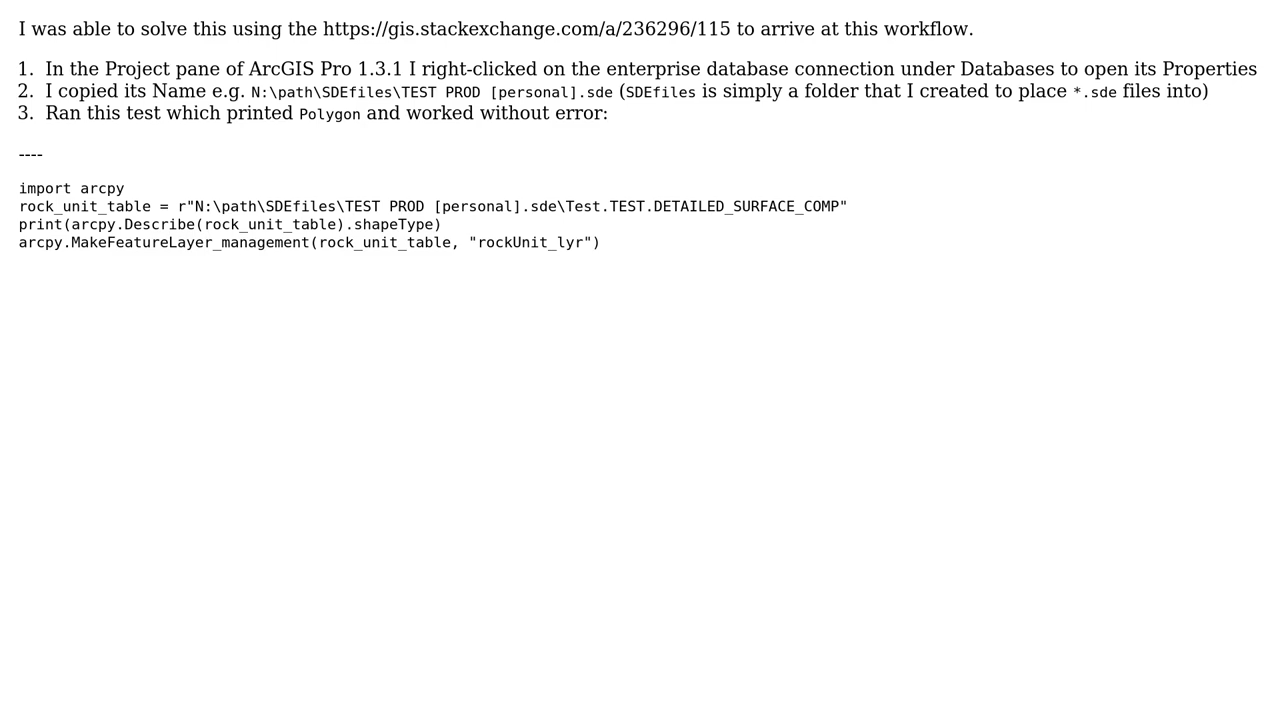 I was able to solve this using the https://gis.stackexchange.com/a/236296/115 to arrive at this workflow.
1. In the Project pane of ArcGIS Pro 1.3.1 I right-clicked on the enterprise database connection under Databases to open its Properties
2. I copied its Name e.g. N:\path\SDEfiles\TEST PROD [personal].sde (SDEfiles is simply a folder that I created to place *.sde files into)
3. Ran this test which printed Polygon and worked without error:
----
import arcpy
rock_unit_table = r"N:\path\SDEfiles\TEST PROD [personal].sde\Test.TEST.DETAILED_SURFACE_COMP"
print(arcpy.Describe(rock_unit_table).shapeType)
arcpy.MakeFeatureLayer_management(rock_unit_table, "rockUnit_lyr")